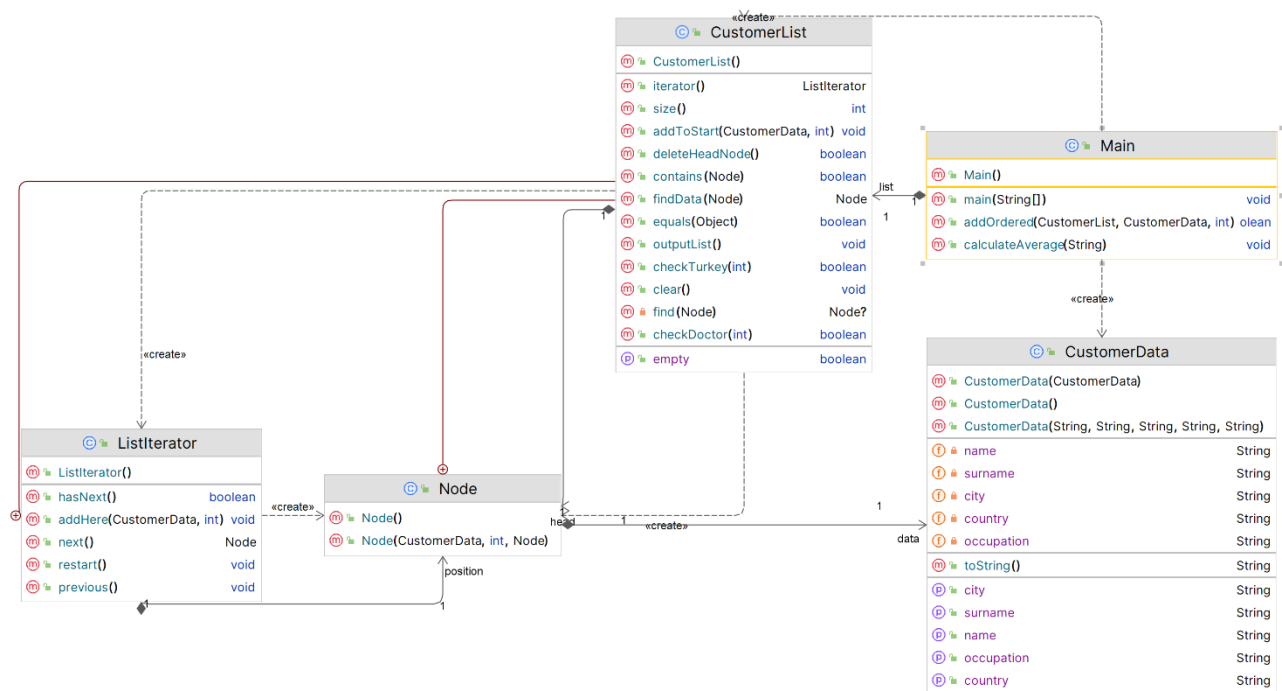 «create»
CustomerList
CustomerList()
iterator() ListIterator
size() int
addToStart(CustomerData, int) void
deleteHeadNode() boolean
contains(Node) boolean
findData(Node) Node
equals(Object) boolean
outputList() void
checkTurkey(int) boolean
clear() void
find(Node) Node?
checkDoctor(int) boolean
empty boolean
Main
Main()
main(String[]) void
addOrdered(CustomerList, CustomerData, int) olean
calculateAverage(String) void
list
1
1
1
«create»
«create»
CustomerData
CustomerData(CustomerData)
CustomerData()
CustomerData(String, String, String, String, String)
name String
surname String
city String
country String
occupation String
toString() String
city String
surname String
name String
occupation String
country String
ListIterator
ListIterator()
hasNext() boolean
addHere(CustomerData, int) void
next() Node
restart() void
previous() void
«create»
Node
Node()
Node(CustomerData, int, Node)
head
1
1
«create»
1
data
position
1
1